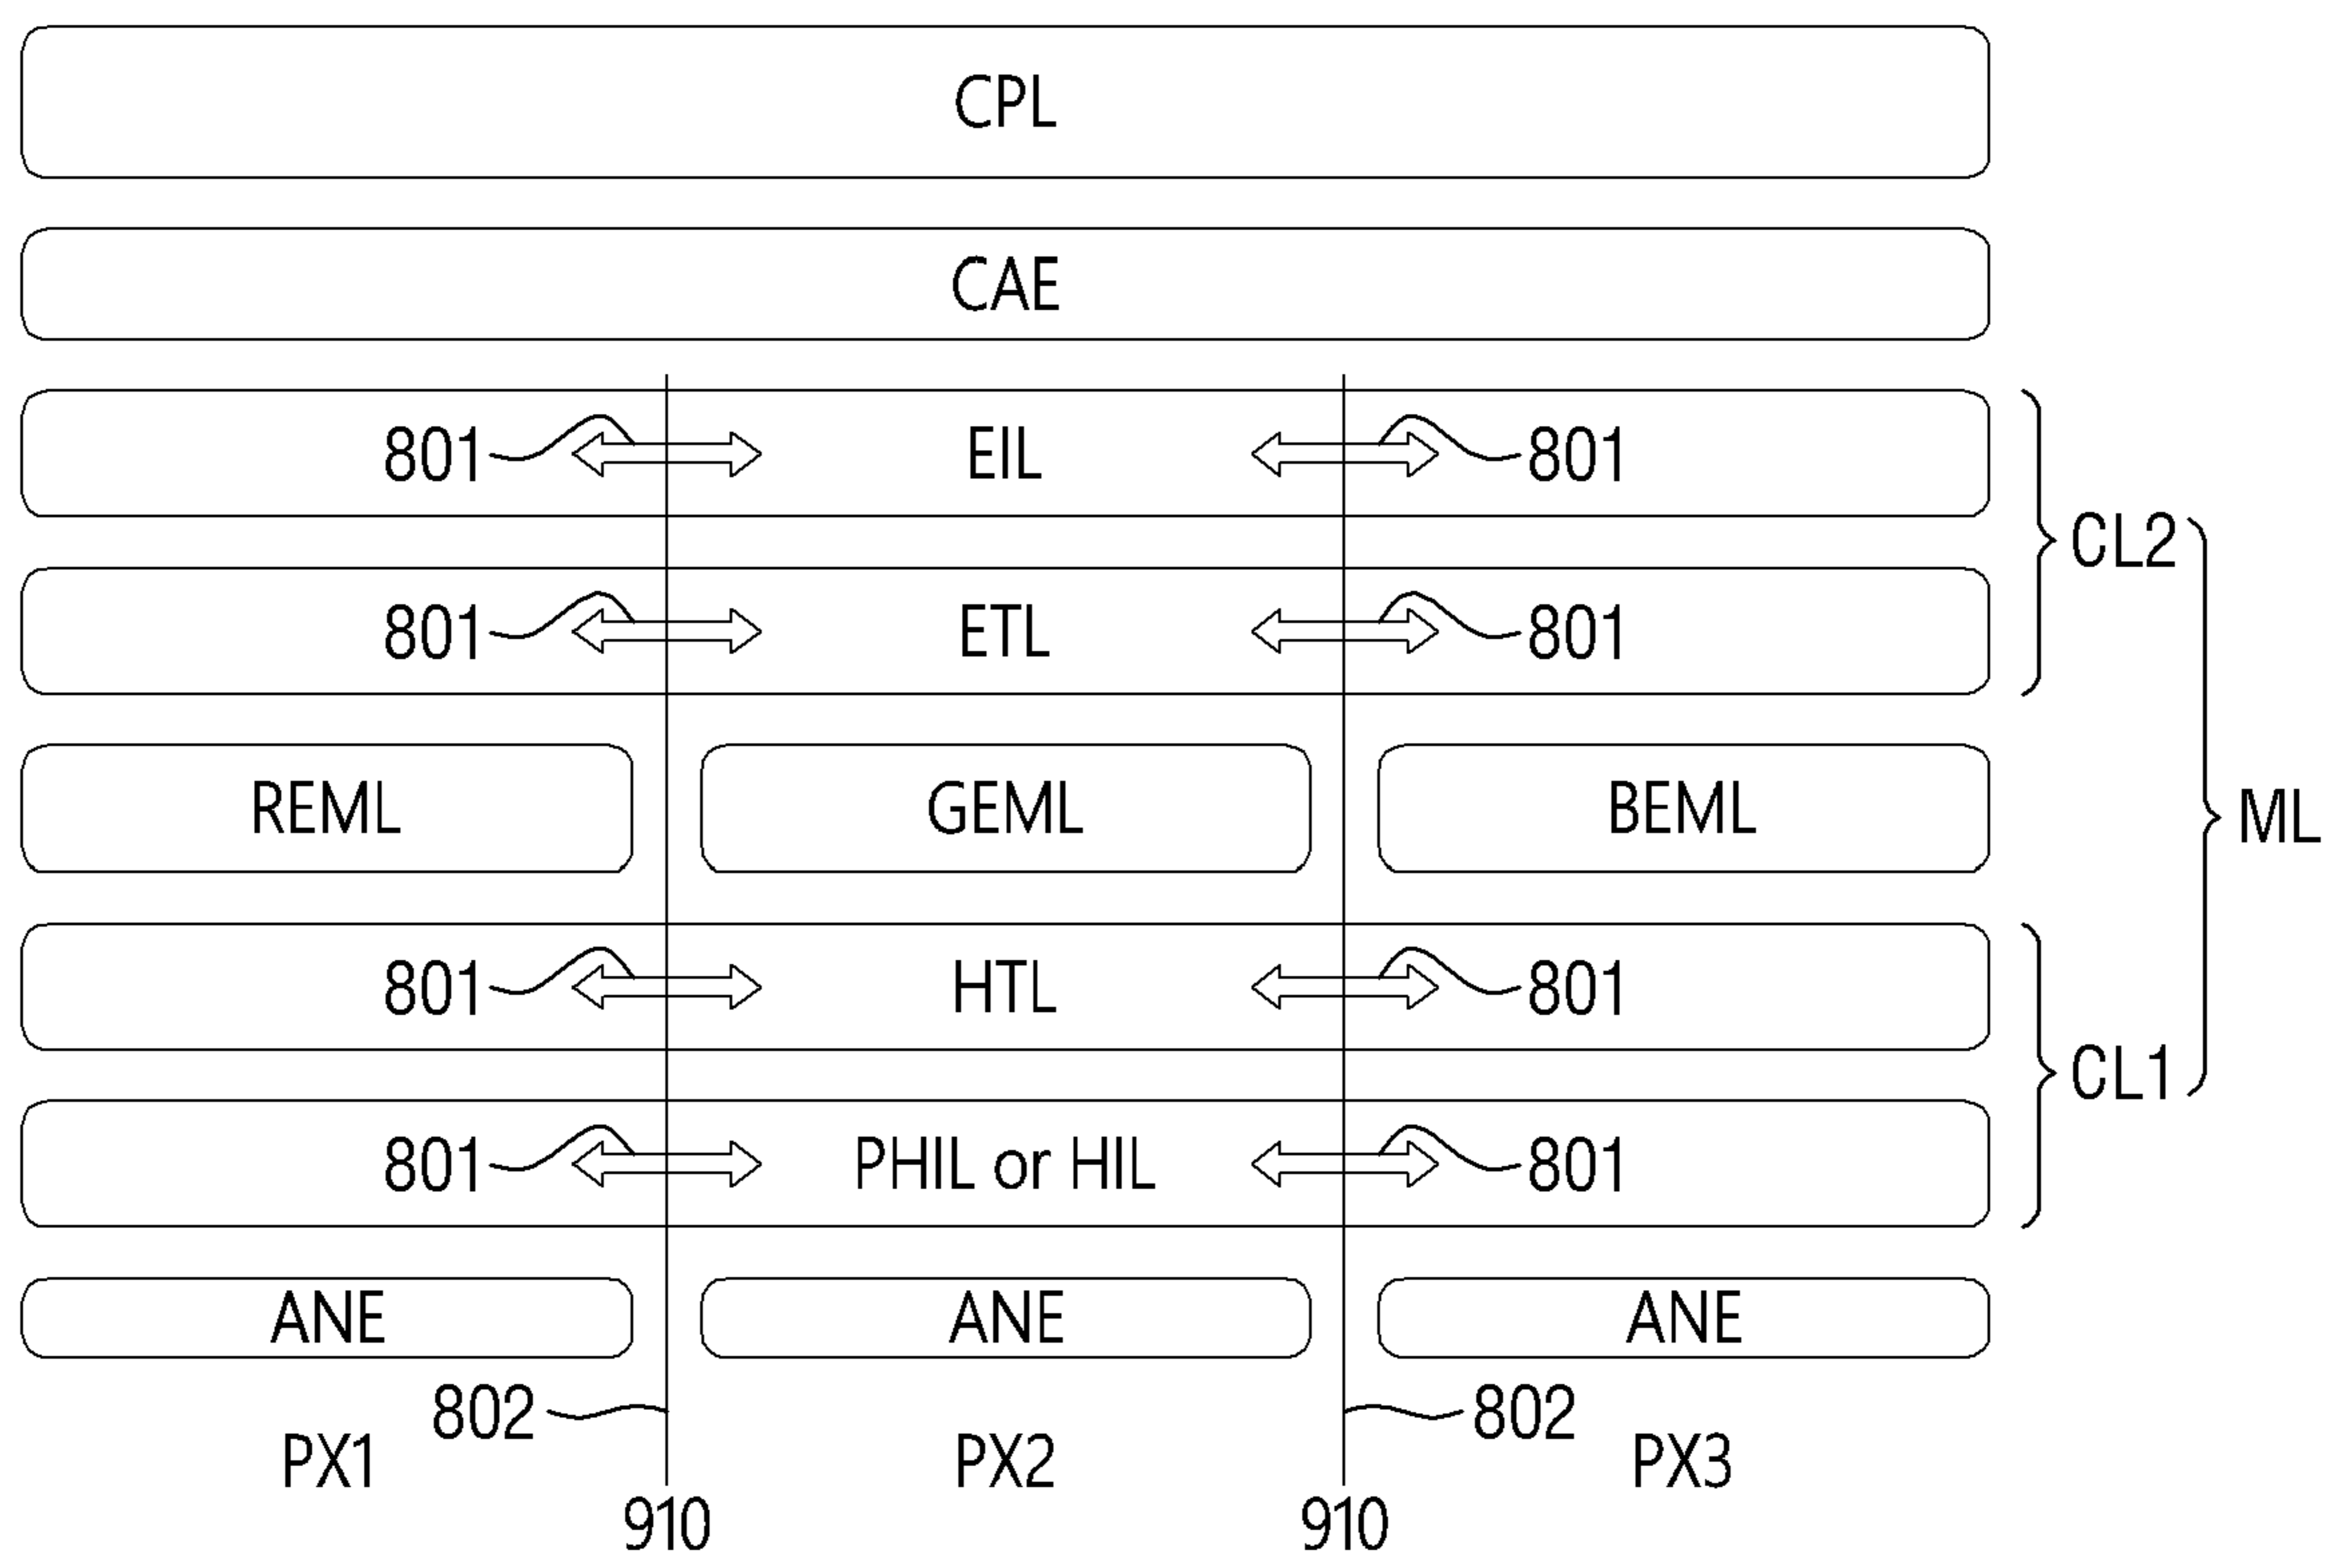 CPL
CAE
801 EIL 801
CL2
801 ETL 801
REML GEML BEML
ML
801 HTL 801
CL1
801 PHIL or HIL 801
ANE ANE ANE
802 802
PX1 PX2 PX3
910 910